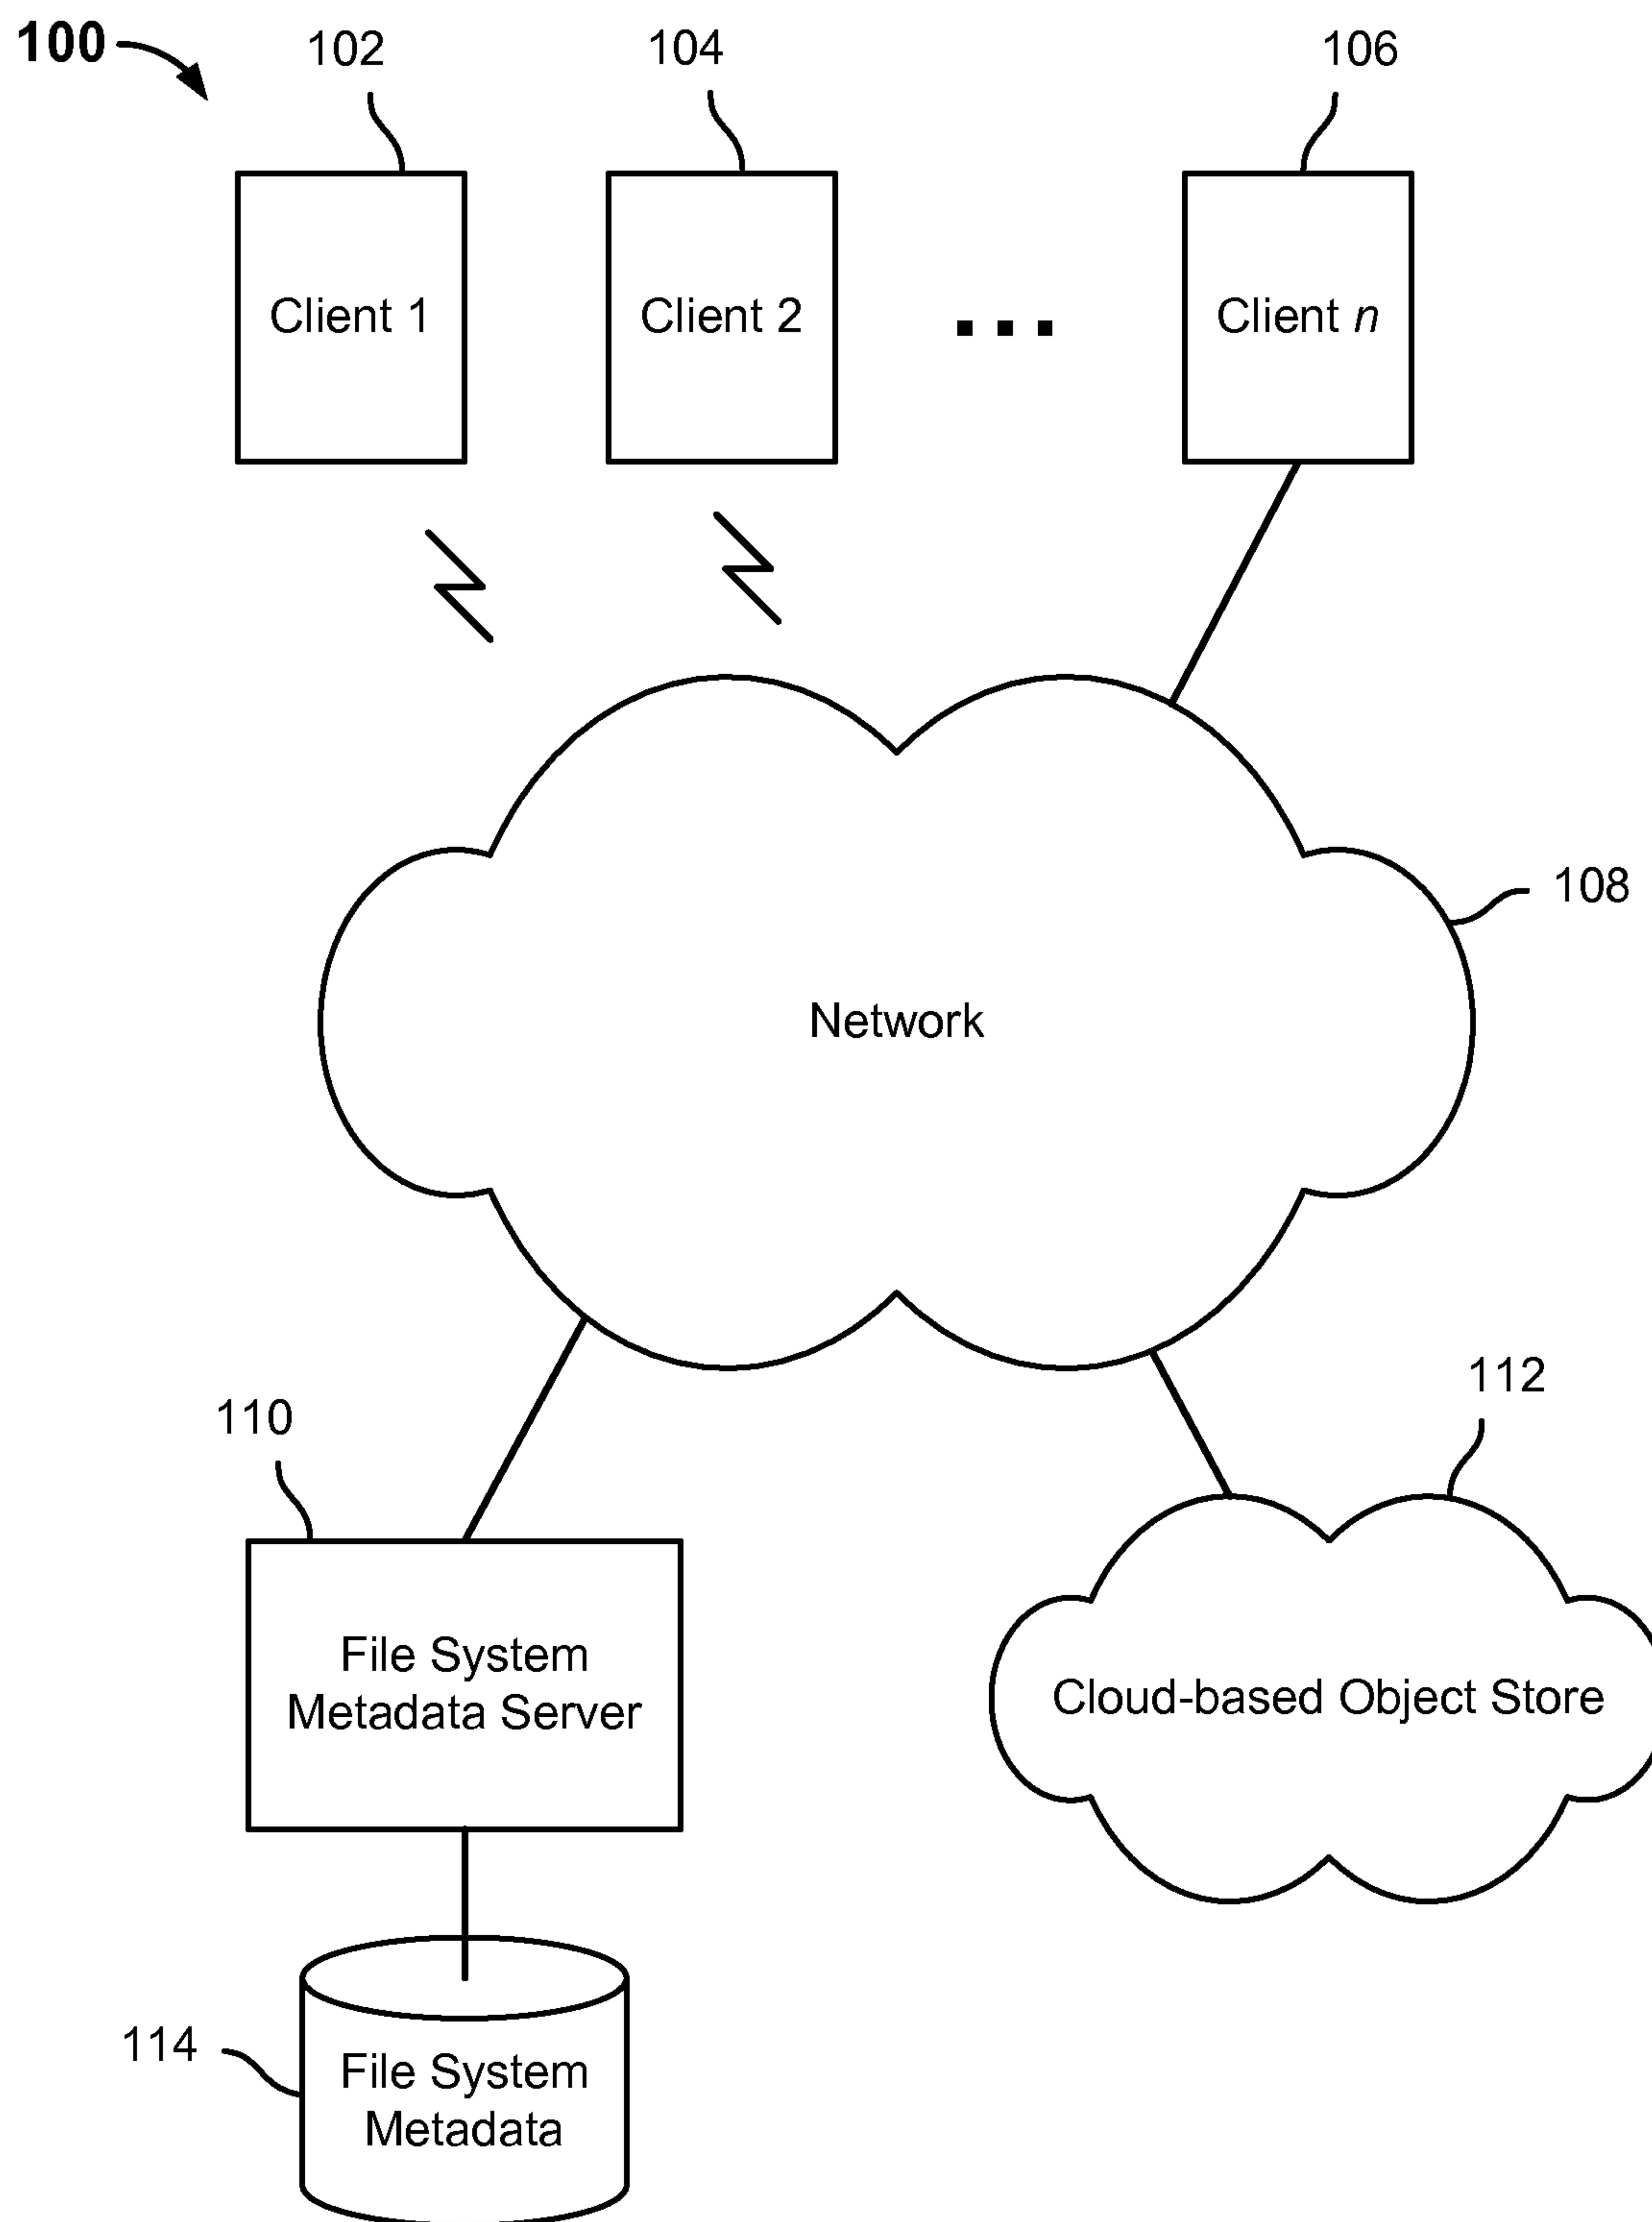 100
102
104
106
Client 1
Client 2
Client n
108
Network
112
110
File System
Metadata Server
Cloud-based Object Store
114
File System
Metadata